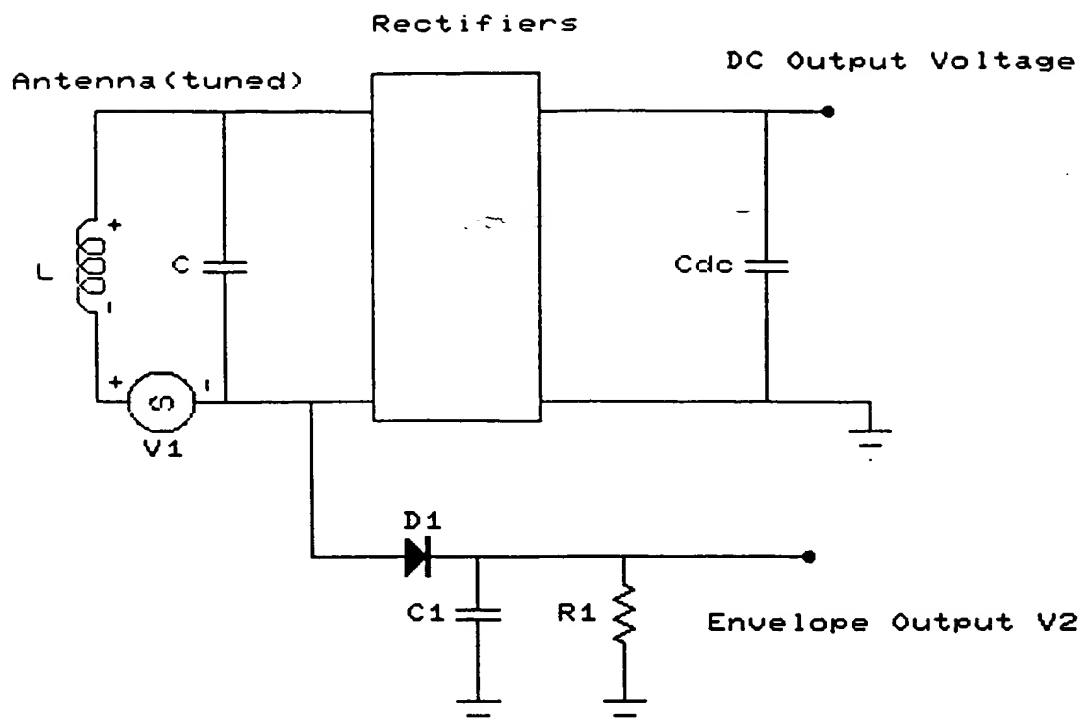 Rectifiers
DC Output Voltage
Antenna(tuned)
+
L
-
C
Cdc
+
-
S
V1
D1
C1
R1
Envelope Output V2